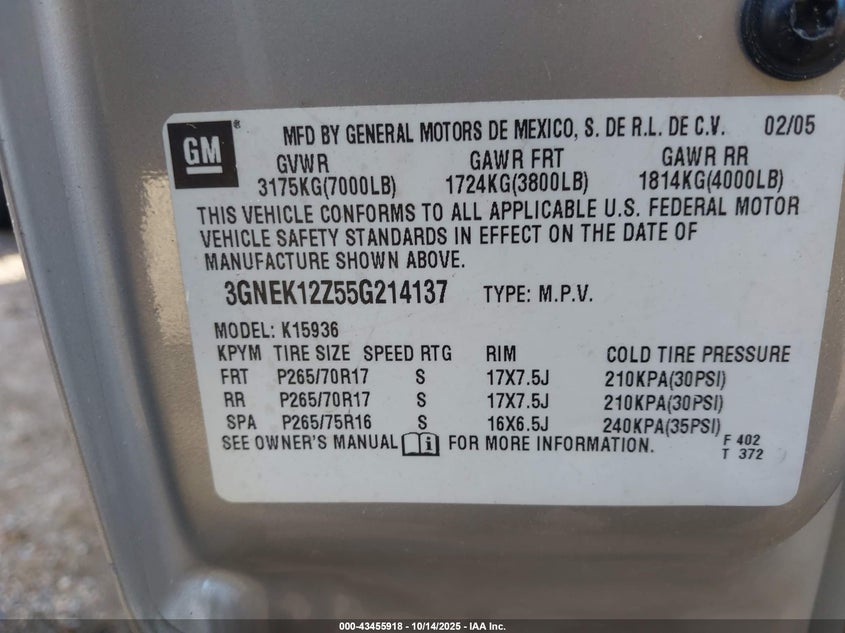 GM ® MFD BY GENERAL MOTORS DE MEXICO, S. DE R.L. DE C.V. 02/05
GVWR GAWR FRT GAWR RR
3175KG(7000LB) 1724KG(3800LB) 1814KG(4000LB)
THIS VEHICLE CONFORMS TO ALL APPLICABLE U.S. FEDERAL MOTOR
VEHICLE SAFETY STANDARDS IN EFFECT ON THE DATE OF
MANUFACTURE SHOWN ABOVE.
3GNEK12Z55G214137 TYPE: M.P.V.
MODEL: K15936
KPYM TIRE SIZE SPEED RTG RIM COLD TIRE PRESSURE
FRT P265/70R17 S 17X7.5J 210KPA(30PSI)
RR P265/70R17 S 17X7.5J 210KPA(30PSI)
SPA P265/75R16 S 16X6.5J 240KPA(35PSI)
SEE OWNER'S MANUAL i FOR MORE INFORMATION. F 402
T 372
000-43455918 - 10/14/2025 - IAA Inc.